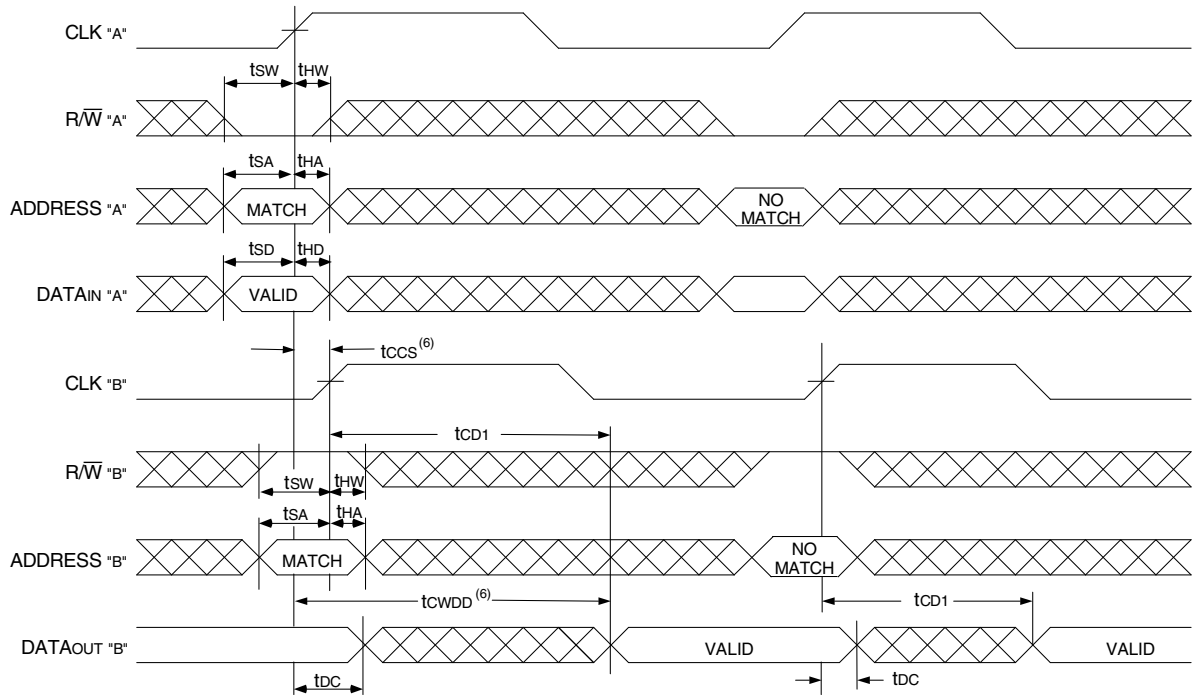 CLK "A"
tSW tHW
R/W̅ "A"
tSA tHA
ADDRESS "A" MATCH NO MATCH
tSD tHD
DATAIN "A" VALID
tCCS(6)
CLK "B"
tCD1
R/W̅ "B"
tSW tHW
tSA tHA
ADDRESS "B" MATCH NO MATCH
tCWDD(6) tCD1
DATAOUT "B" VALID VALID
tDC tDC